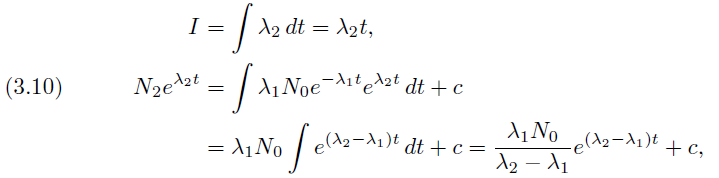 I = ∫ λ₂ dt = λ₂t,
(3.10) N₂e^{λ₂t} = ∫ λ₁N₀e^{−λ₁t}e^{λ₂t} dt + c
= λ₁N₀ ∫ e^{(λ₂−λ₁)t} dt + c = \frac{λ₁N₀}{λ₂ − λ₁} e^{(λ₂−λ₁)t} + c,